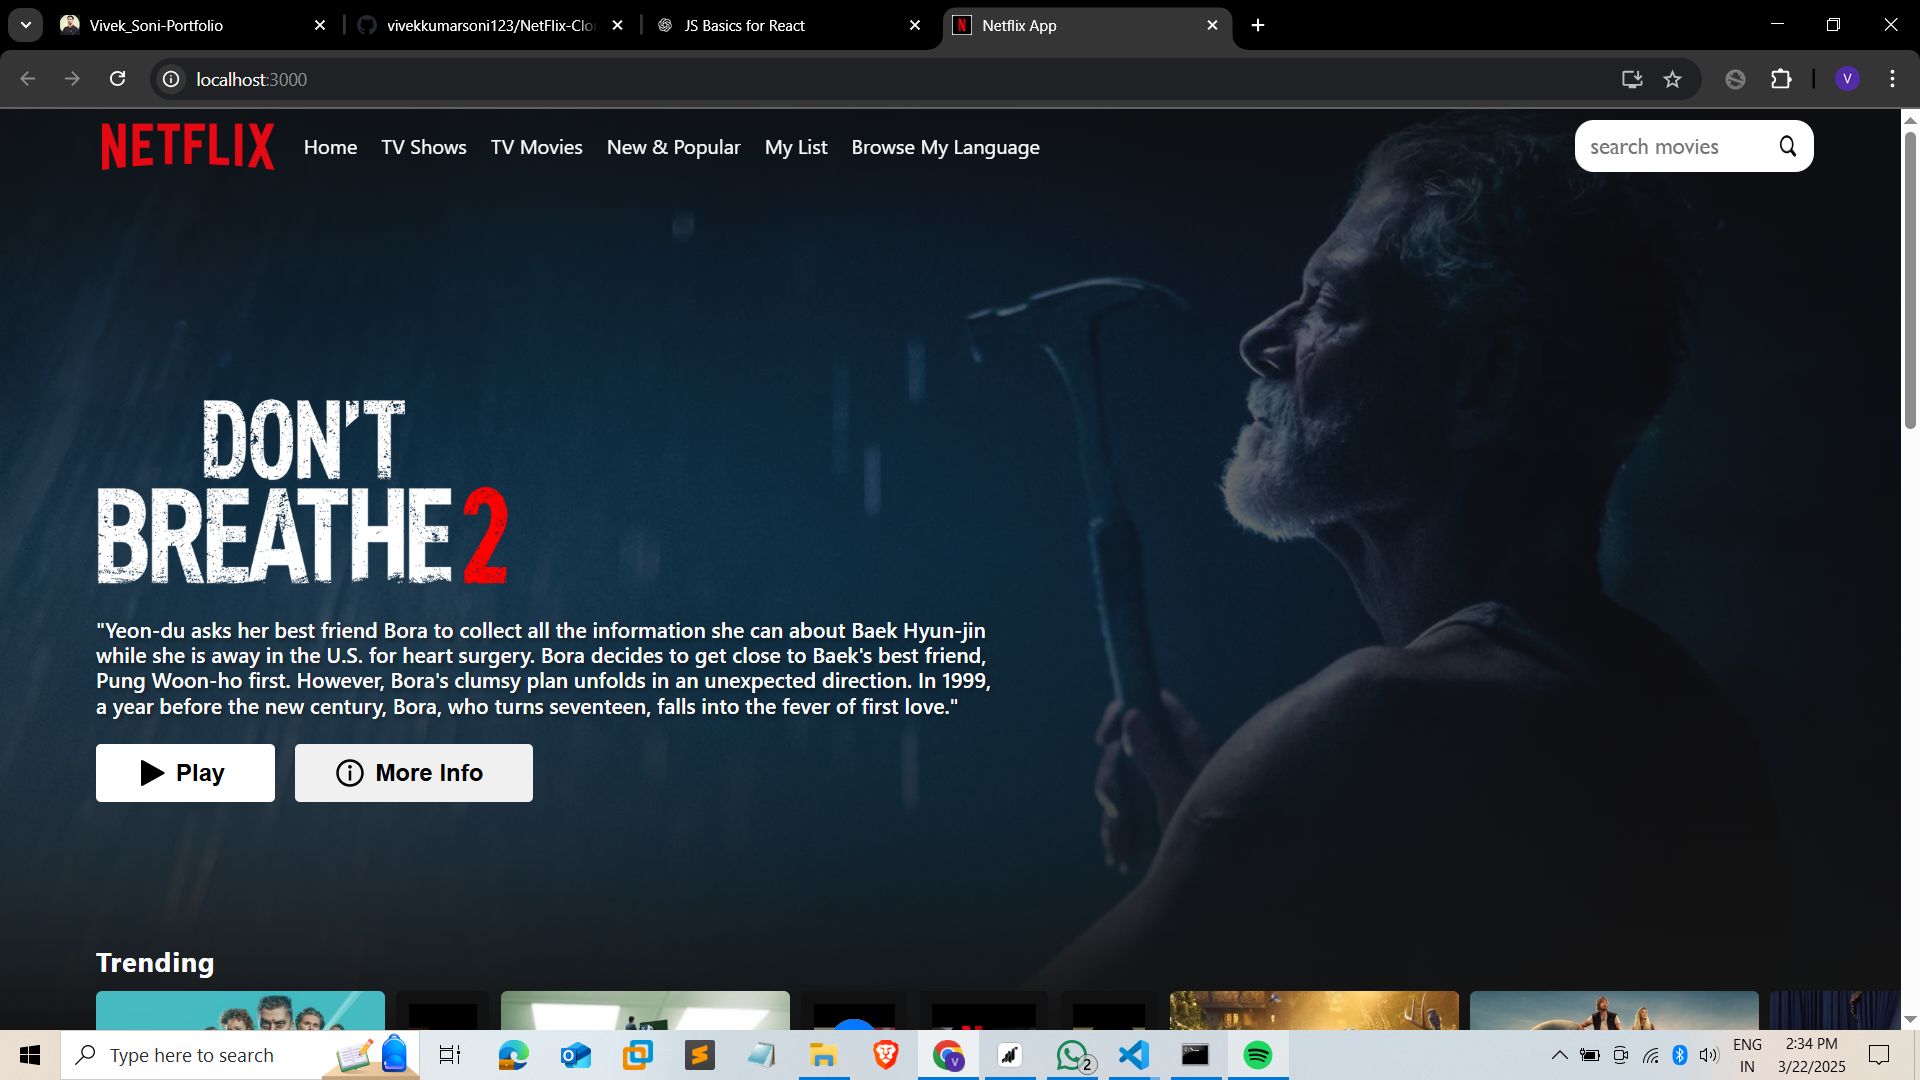 Vivek_Soni-Portfolio
vivekkumarsoni123/NetFlix-Clo
JS Basics for React
Netflix App
localhost:3000
V
NETFLIX
Home
TV Shows
TV Movies
New & Popular
My List
Browse My Language
search movies
DON'T
BREATHE 2
"Yeon-du asks her best friend Bora to collect all the information she can about Baek Hyun-jin
while she is away in the U.S. for heart surgery. Bora decides to get close to Baek's best friend,
Pung Woon-ho first. However, Bora's clumsy plan unfolds in an unexpected direction. In 1999,
a year before the new century, Bora, who turns seventeen, falls into the fever of first love."
Play
More Info
Trending
Type here to search
2
ENG
IN
2:34 PM
3/22/2025